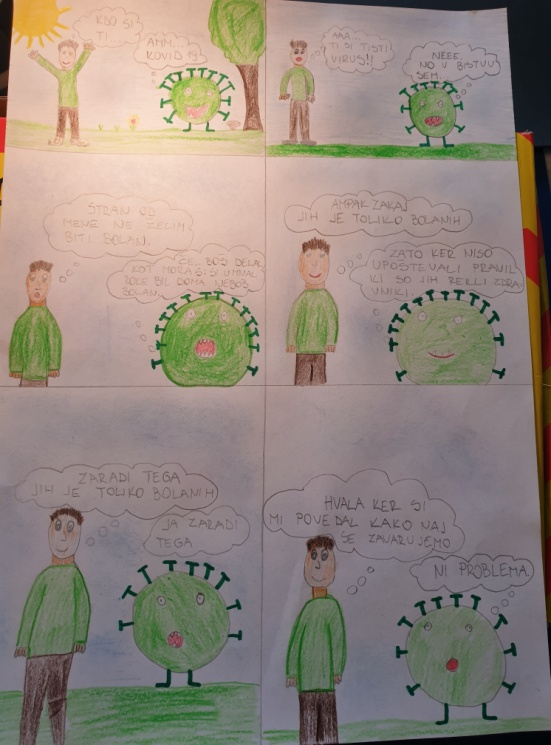 KDO SI
TI...
AMM...
KOVID 19
AAA...
TI SI TISTI
VIRUS!!
NEEE,
NO V BISTVU
SEM...
STRAN OD
MENE NE ŽELIM
BITI BOLAN.
ČE, BOŠ DELAL
KOT MORAŠ SI SI UMIVAL
ROKE BIL DOMA NEBOŠ
BOLAN.
AMPAK ZAKAJ
JIH JE TOLIKO BOLANIH
ZATO KER NISO
UPOŠTEVALI PRAVIL
KI SO JIH REKLI ZDRA-
VNIKI.
ZARADI TEGA
JIH JE TOLIKO BOLANIH
JA ZARADI
TEGA
HVALA KER SI
MI POVEDAL KAKO NAJ
SE ZAVARUJEMO
NI PROBLEMA.